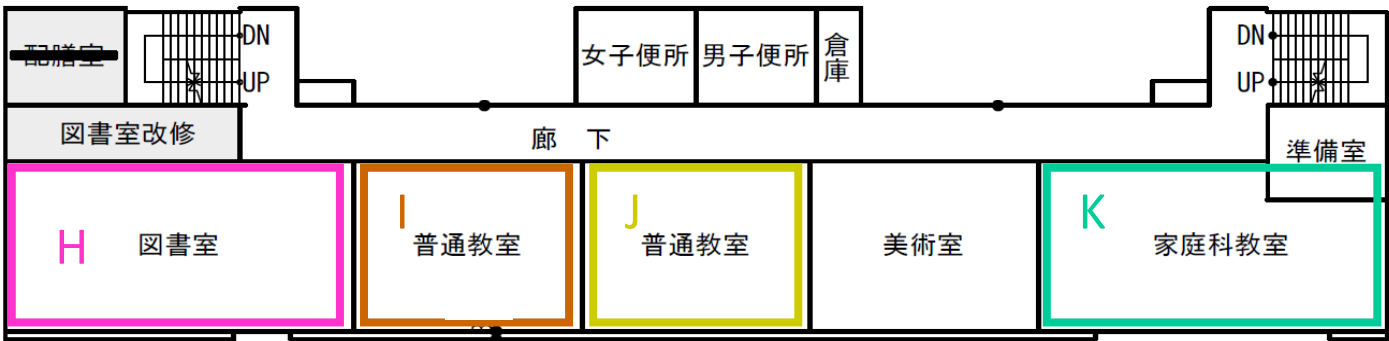 配膳室
DN
UP
女子便所
男子便所
倉庫
DN
UP
図書室改修
廊 下
準備室
H
図書室
I
普通教室
J
普通教室
美術室
K
家庭科教室